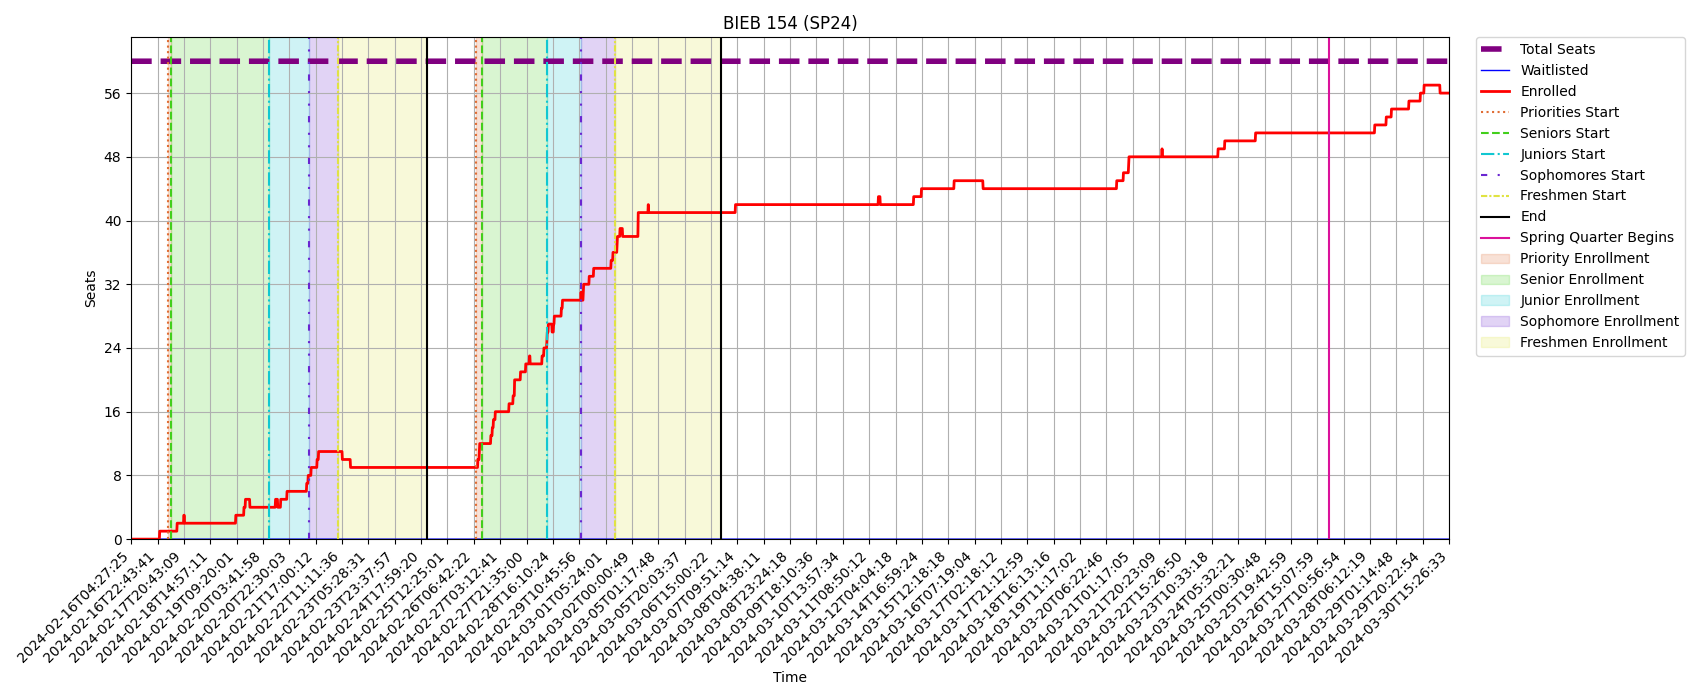 BIEB 154 (SP24)
Total Seats
Waitlisted
Enrolled
Priorities Start
Seniors Start
Juniors Start
Sophomores Start
Freshmen Start
End
Spring Quarter Begins
Priority Enrollment
Senior Enrollment
Junior Enrollment
Sophomore Enrollment
Freshmen Enrollment
Seats
56
48
40
32
24
16
8
0
2024-02-16T04:27:25
2024-02-16T22:43:41
2024-02-17T20:43:09
2024-02-18T14:57:11
2024-02-19T09:20:01
2024-02-20T03:41:58
2024-02-20T22:30:03
2024-02-21T17:00:12
2024-02-22T11:11:36
2024-02-23T05:28:31
2024-02-23T23:37:57
2024-02-24T17:59:20
2024-02-25T12:25:01
2024-02-26T06:42:22
2024-02-27T03:12:41
2024-02-27T21:35:00
2024-02-28T16:10:24
2024-02-29T10:45:56
2024-03-01T05:24:01
2024-03-02T00:00:49
2024-03-05T01:17:48
2024-03-05T20:03:37
2024-03-06T15:00:22
2024-03-07T09:51:14
2024-03-08T04:38:11
2024-03-08T23:24:18
2024-03-09T18:10:36
2024-03-10T13:57:34
2024-03-11T08:50:12
2024-03-12T04:04:18
2024-03-14T16:59:24
2024-03-15T12:18:18
2024-03-16T07:19:04
2024-03-17T02:18:12
2024-03-17T21:12:59
2024-03-18T16:13:16
2024-03-19T11:17:02
2024-03-20T06:22:46
2024-03-21T01:17:05
2024-03-21T20:23:09
2024-03-22T15:26:50
2024-03-23T10:33:18
2024-03-24T05:32:21
2024-03-25T00:30:48
2024-03-25T19:42:59
2024-03-26T15:07:59
2024-03-27T10:56:54
2024-03-28T06:12:19
2024-03-29T01:14:48
2024-03-29T20:22:54
2024-03-30T15:26:33
Time